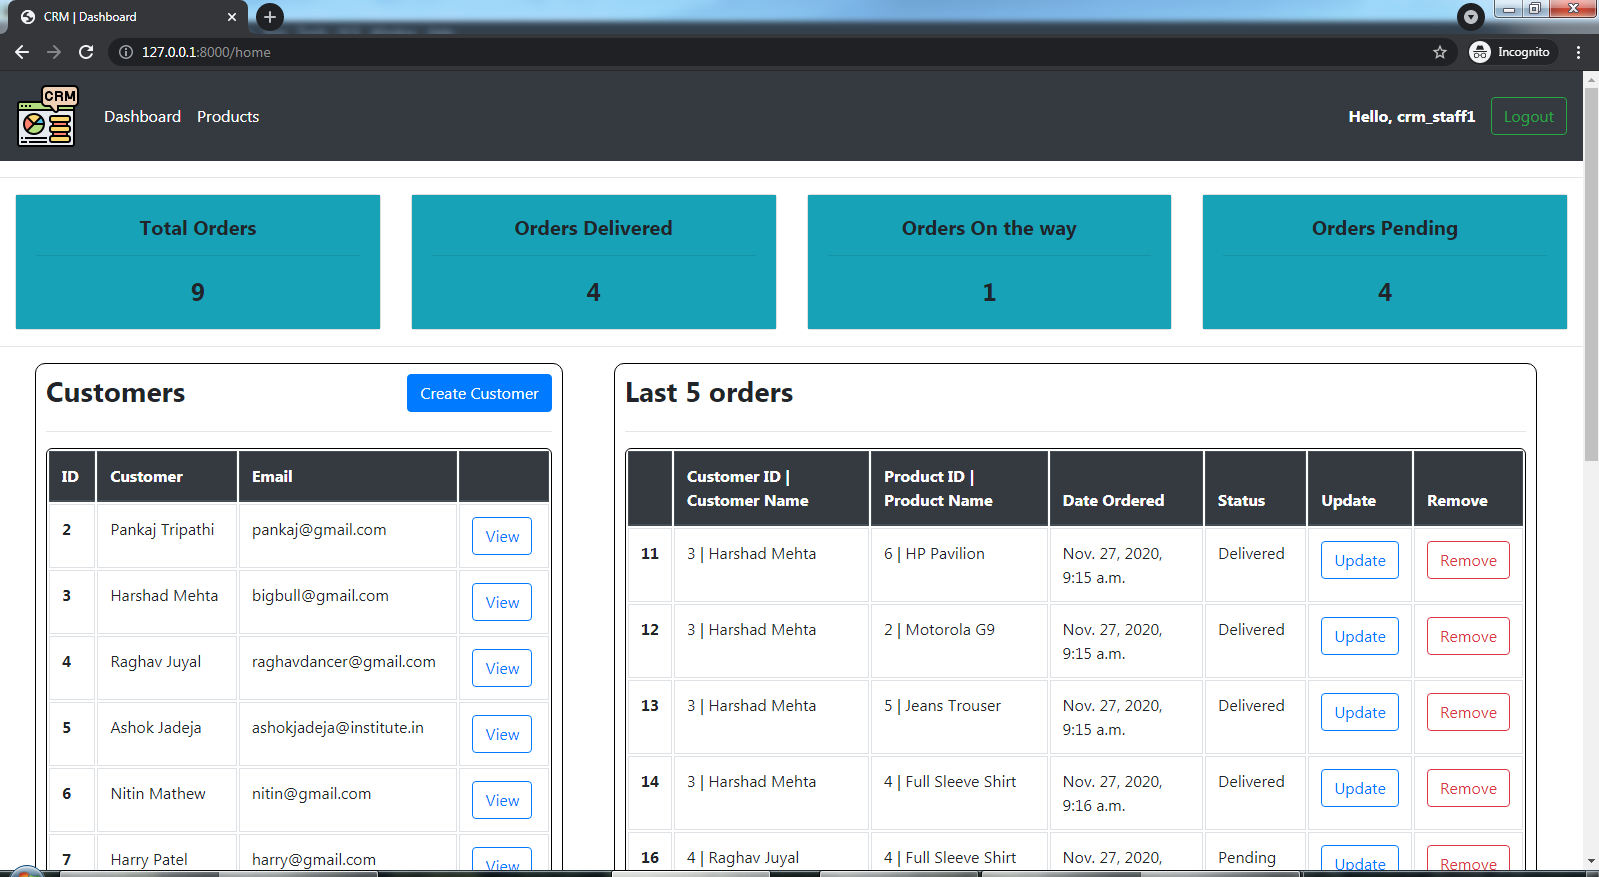 CRM | Dashboard
127.0.0.1:8000/home
Incognito
CRM
Dashboard
Products
Hello, crm_staff1
Logout
Total Orders
9
Orders Delivered
4
Orders On the way
1
Orders Pending
4
Customers
Create Customer
ID Customer Email
2 Pankaj Tripathi pankaj@gmail.com View
3 Harshad Mehta bigbull@gmail.com View
4 Raghav Juyal raghavdancer@gmail.com View
5 Ashok Jadeja ashokjadeja@institute.in View
6 Nitin Mathew nitin@gmail.com View
7 Harry Patel harry@gmail.com View
Last 5 orders
Customer ID | Product ID |
Customer Name Product Name Date Ordered Status Update Remove
11 3 | Harshad Mehta 6 | HP Pavilion Nov. 27, 2020, Delivered Update Remove
9:15 a.m.
12 3 | Harshad Mehta 2 | Motorola G9 Nov. 27, 2020, Delivered Update Remove
9:15 a.m.
13 3 | Harshad Mehta 5 | Jeans Trouser Nov. 27, 2020, Delivered Update Remove
9:15 a.m.
14 3 | Harshad Mehta 4 | Full Sleeve Shirt Nov. 27, 2020, Delivered Update Remove
9:16 a.m.
16 4 | Raghav Juyal 4 | Full Sleeve Shirt Nov. 27, 2020, Pending Update Remove